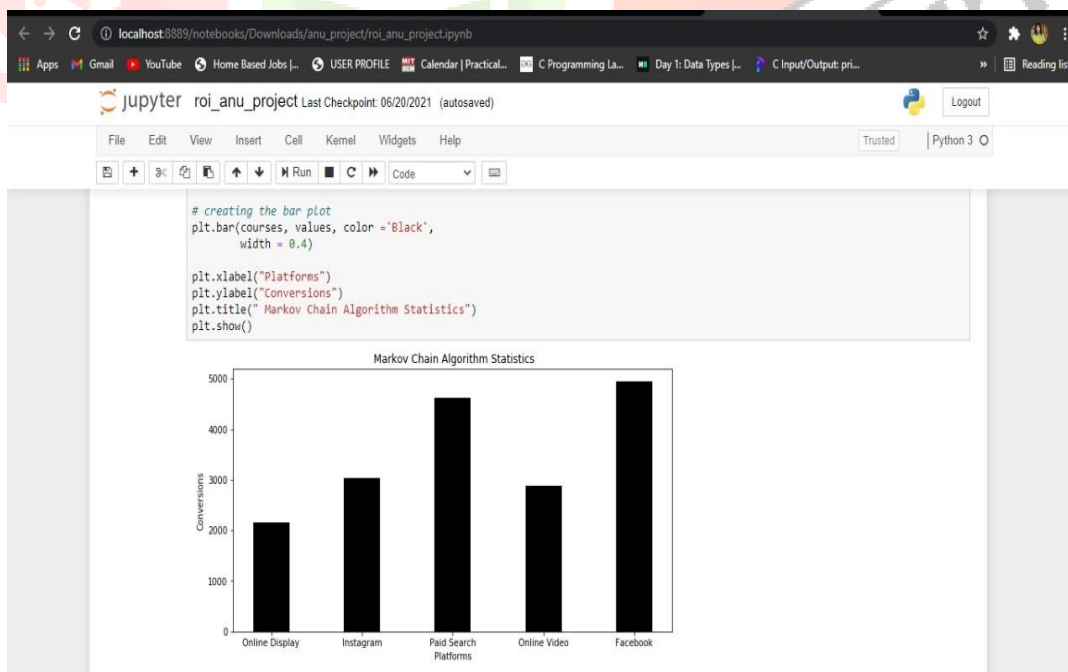 localhost:8889/notebooks/Downloads/anu_project/roi_anu_project.ipynb
Apps Gmail YouTube Home Based Jobs |... USER PROFILE Calendar | Practical... C Programming La... Day 1: Data Types |... C Input/Output: pri... » Reading list
jupyter roi_anu_project Last Checkpoint: 06/20/2021 (autosaved) Logout
File Edit View Insert Cell Kernel Widgets Help Trusted Python 3
Run Code
# creating the bar plot
plt.bar(courses, values, color ='Black',
width = 0.4)
plt.xlabel("Platforms")
plt.ylabel("Conversions")
plt.title(" Markov Chain Algorithm Statistics")
plt.show()
Markov Chain Algorithm Statistics
5000
4000
3000
2000
1000
0
Conversions
Online Display Instagram Paid Search Online Video Facebook
Platforms